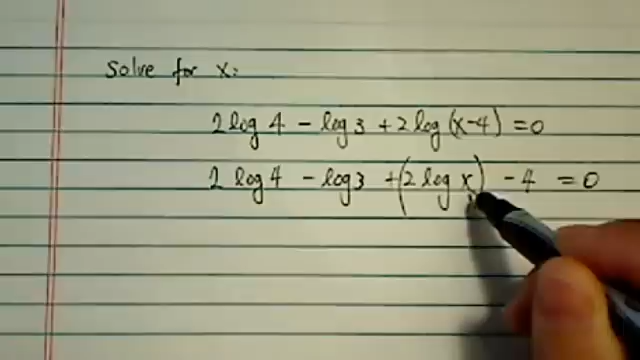 Solve for x:
2 log 4 - log 3 + 2 log (x-4) = 0
2 log 4 - log 3 + (2 log x) - 4 = 0